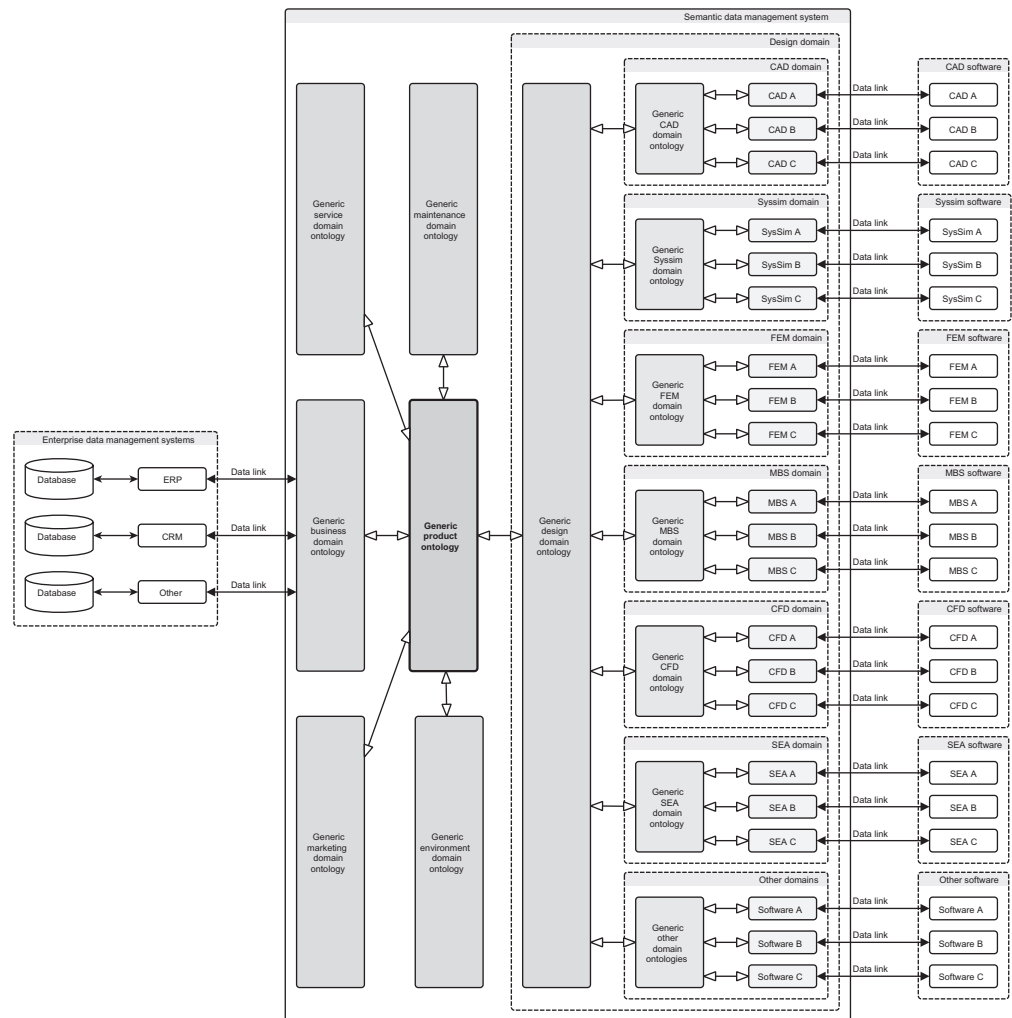 Semantic data management system
Design domain
CAD domain
CAD software
Generic
CAD
domain
ontology
CAD A
Data link
CAD A
CAD B
Data link
CAD B
CAD C
Data link
CAD C
Generic
service
domain
ontology
Generic
maintenance
domain
ontology
Syssim domain
Syssim software
Generic
Syssim
domain
ontology
SysSim A
Data link
SysSim A
SysSim B
Data link
SysSim B
SysSim C
Data link
SysSim C
FEM domain
FEM software
Generic
FEM
domain
ontology
FEM A
Data link
FEM A
FEM B
Data link
FEM B
FEM C
Data link
FEM C
Enterprise data management systems
Database
ERP
Data link
Database
CRM
Data link
Database
Other
Data link
Generic
business
domain
ontology
Generic
product
ontology
Generic
design
domain
ontology
MBS domain
MBS software
Generic
MBS
domain
ontology
MBS A
Data link
MBS A
MBS B
Data link
MBS B
MBS C
Data link
MBS C
CFD domain
CFD software
Generic
CFD
domain
ontology
CFD A
Data link
CFD A
CFD B
Data link
CFD B
CFD C
Data link
CFD C
Generic
marketing
domain
ontology
Generic
environment
domain
ontology
SEA domain
SEA software
Generic
SEA
domain
ontology
SEA A
Data link
SEA A
SEA B
Data link
SEA B
SEA C
Data link
SEA C
Other domains
Other software
Generic
other
domain
ontologies
Software A
Data link
Software A
Software B
Data link
Software B
Software C
Data link
Software C